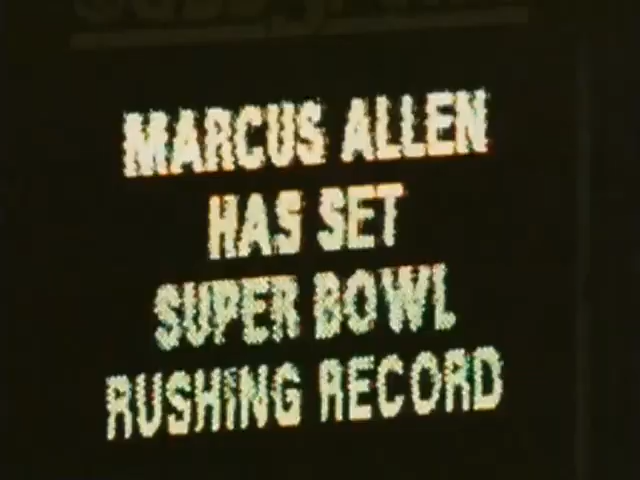 MARCUS ALLEN
HAS SET
SUPER BOWL
RUSHING RECORD